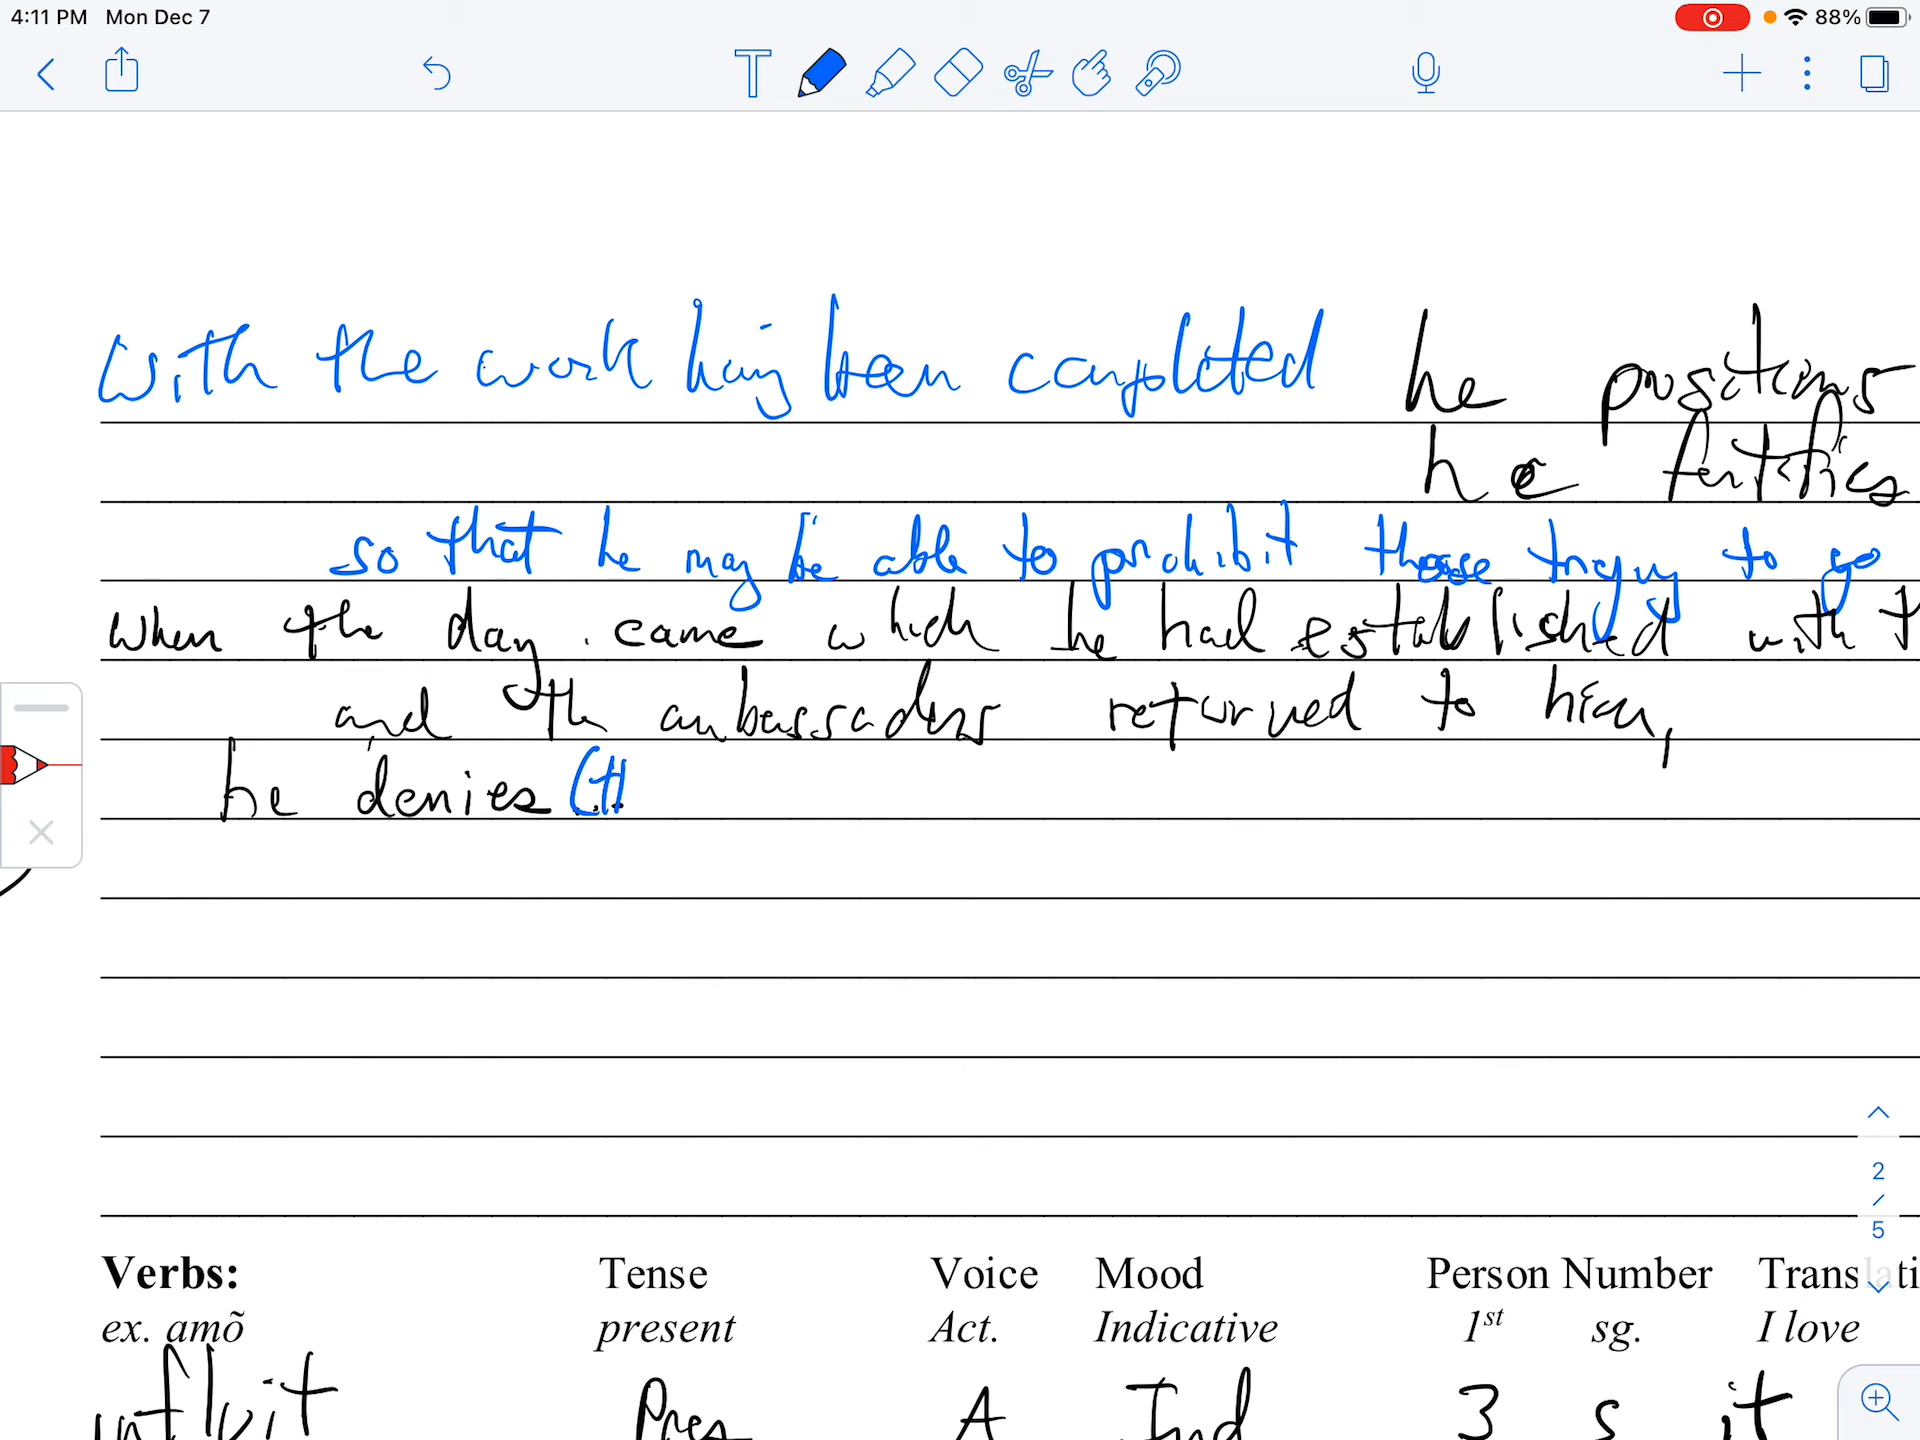 4:11 PM Mon Dec 7 88%
T
With the work having been completed he positions
he fortifies
so that he may be able to prohibit those trying to go
When the day came which he had established with t
and the ambassadors returned to him,
he denies (th
2
/
5
Verbs: Tense Voice Mood Person Number Translati
ex. amõ present Act. Indicative 1st sg. I love
influit Pres A Ind 3 s it